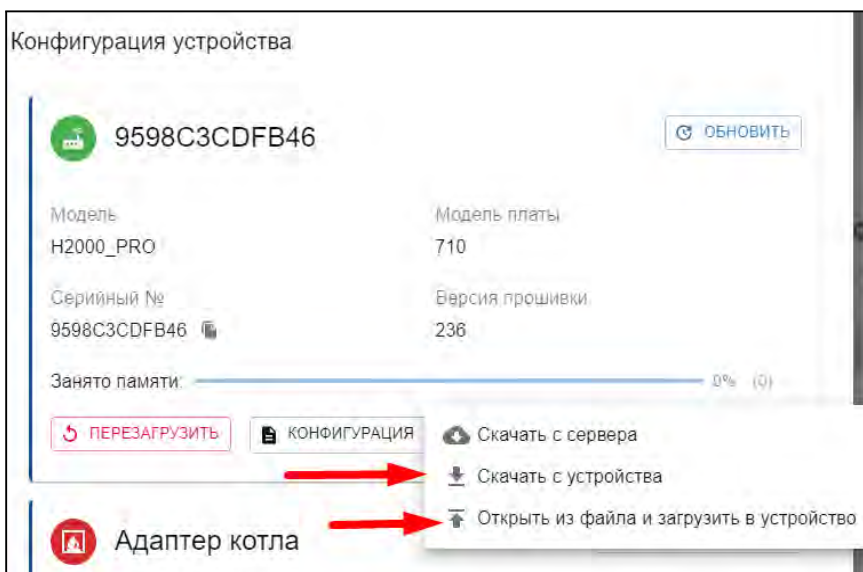 Конфигурация устройства
9598C3CDFB46
ОБНОВИТЬ
Модель
Модель платы
H2000_PRO
710
Серийный №
Версия прошивки
9598C3CDFB46
236
Занято памяти:
0% (0)
ПЕРЕЗАГРУЗИТЬ
КОНФИГУРАЦИЯ
Скачать с сервера
Скачать с устройства
Открыть из файла и загрузить в устройство
Адаптер котла